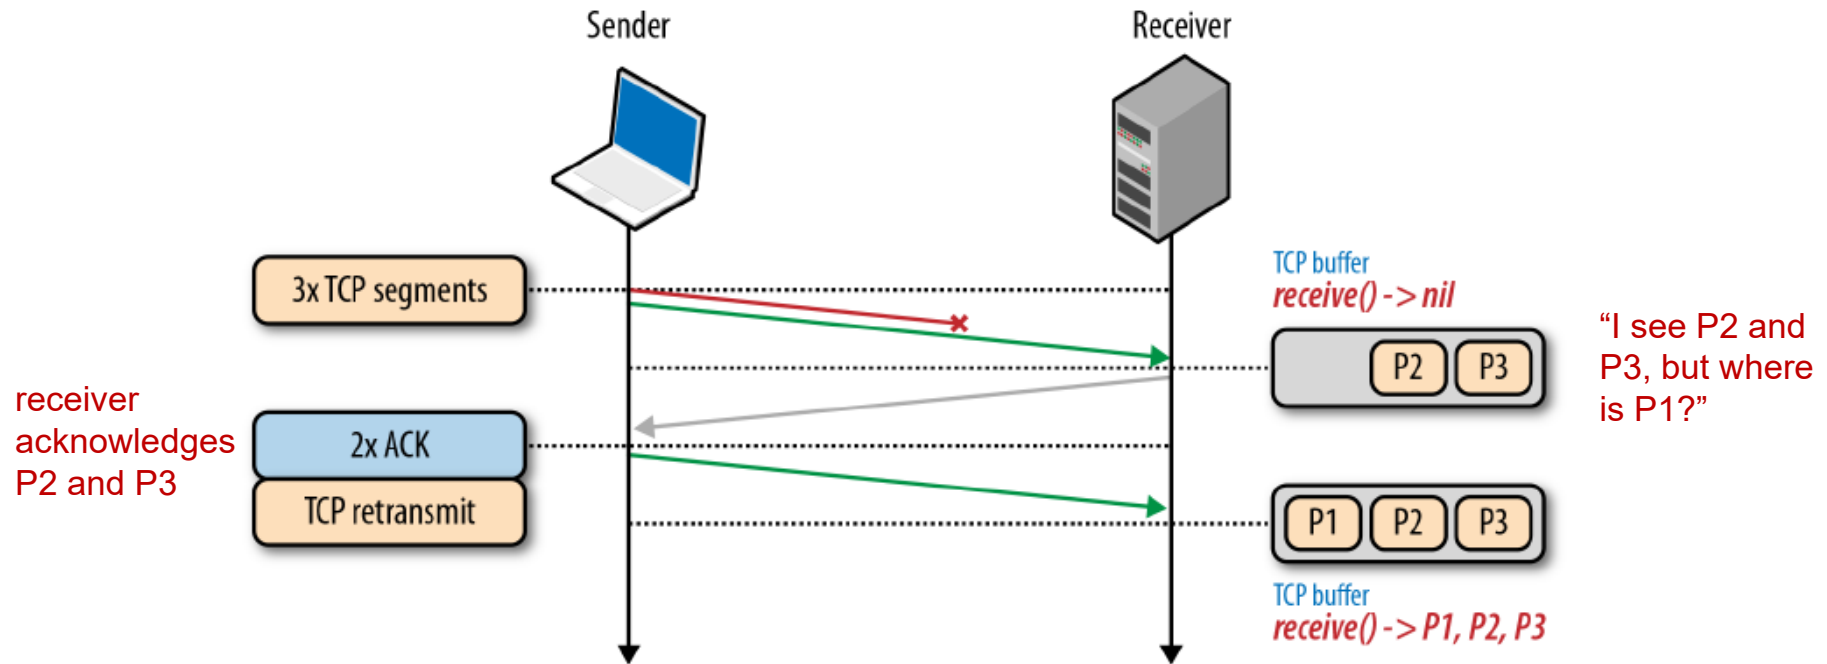 Sender
Receiver
3x TCP segments
TCP buffer
receive() -> nil
P2
P3
“I see P2 and
P3, but where
is P1?”
receiver
acknowledges
P2 and P3
2x ACK
TCP retransmit
P1
P2
P3
TCP buffer
receive() -> P1, P2, P3